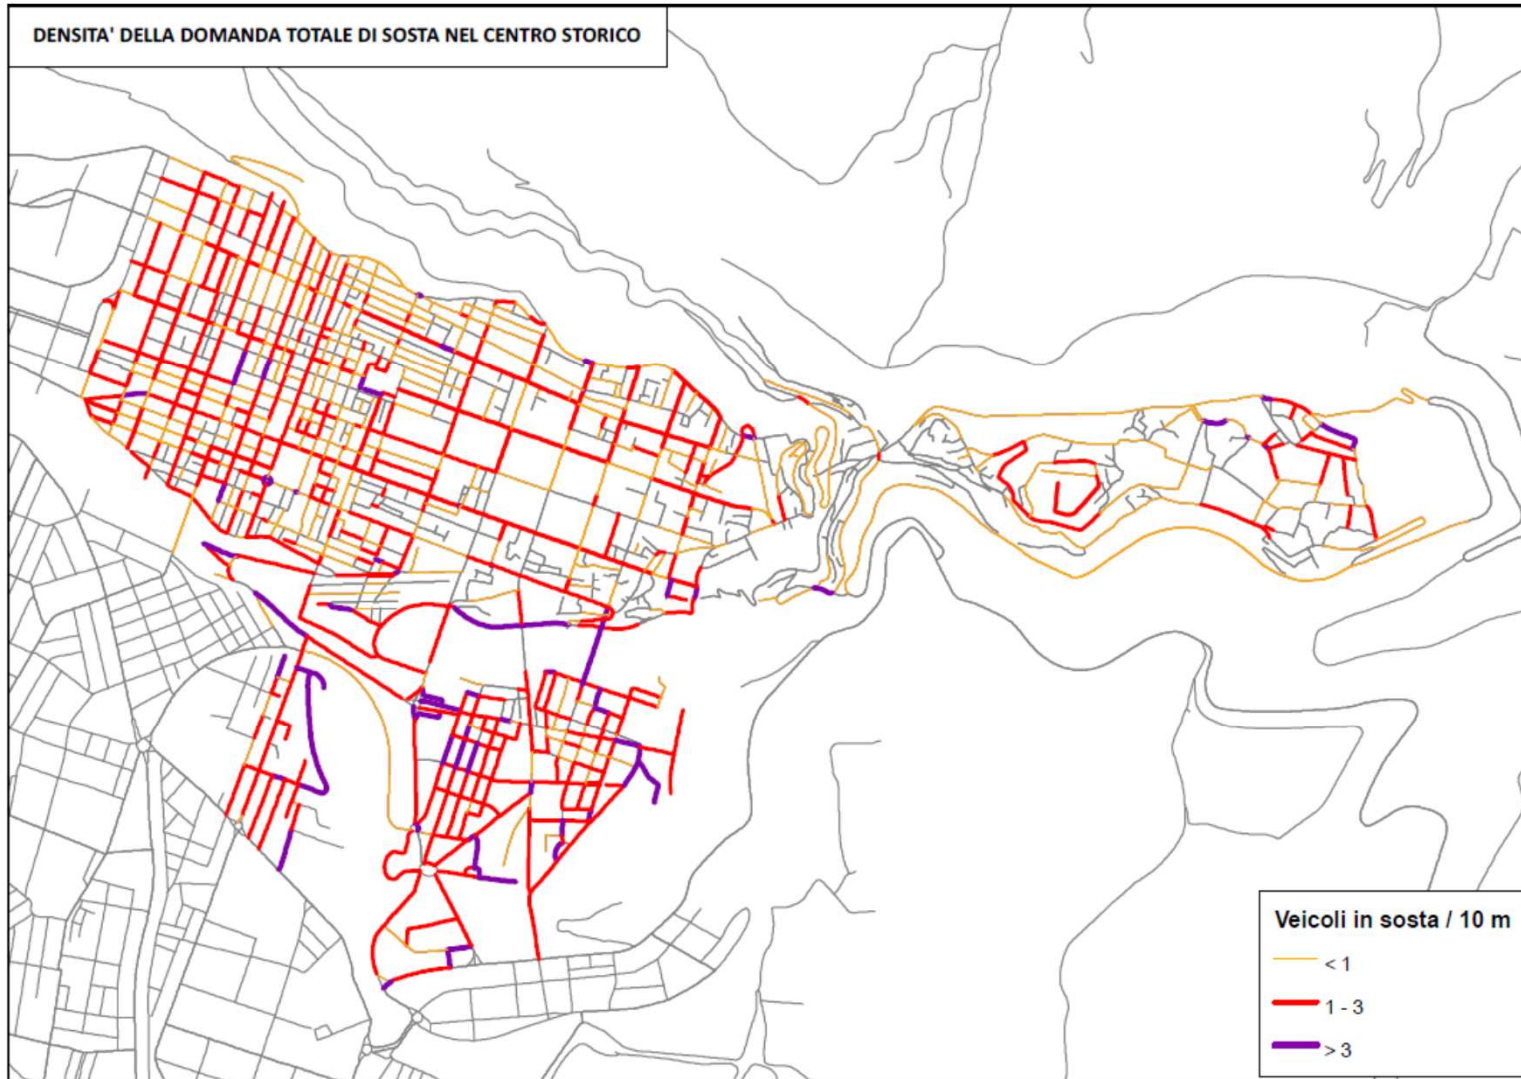 DENSITA' DELLA DOMANDA TOTALE DI SOSTA NEL CENTRO STORICO
Veicoli in sosta / 10 m
< 1
1 - 3
> 3